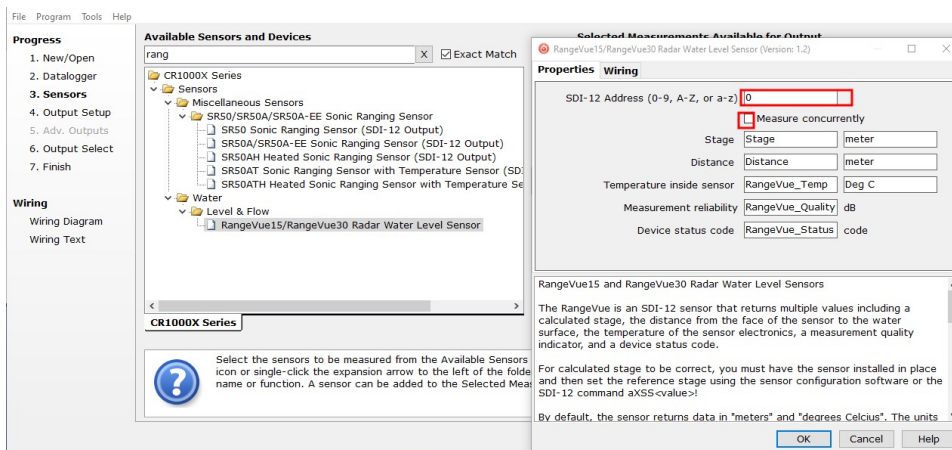 File Program Tools Help
Progress
1. New/Open
2. Datalogger
3. Sensors
4. Output Setup
5. Adv. Outputs
6. Output Select
7. Finish
Wiring
Wiring Diagram
Wiring Text
Available Sensors and Devices
rang X Exact Match
CR1000X Series
Sensors
Miscellaneous Sensors
SR50/SR50A/SR50A-EE Sonic Ranging Sensor
SR50 Sonic Ranging Sensor (SDI-12 Output)
SR50A/SR50A-EE Sonic Ranging Sensor (SDI-12 Output)
SR50AH Heated Sonic Ranging Sensor (SDI-12 Output)
SR50AT Sonic Ranging Sensor with Temperature Sensor (SDI
SR50ATH Heated Sonic Ranging Sensor with Temperature Se
Water
Level & Flow
RangeVue15/RangeVue30 Radar Water Level Sensor
CR1000X Series
Select the sensors to be measured from the Available Sensors
icon or single-click the expansion arrow to the left of the folde
name or function. A sensor can be added to the Selected Mea
Selected Measurements Available for Output
RangeVue15/RangeVue30 Radar Water Level Sensor (Version: 1.2)
Properties Wiring
SDI-12 Address (0-9, A-Z, or a-z) 0
Measure concurrently
Stage Stage meter
Distance Distance meter
Temperature inside sensor RangeVue_Temp Deg C
Measurement reliability RangeVue_Quality dB
Device status code RangeVue_Status code
RangeVue15 and RangeVue30 Radar Water Level Sensors
The RangeVue is an SDI-12 sensor that returns multiple values including a
calculated stage, the distance from the face of the sensor to the water
surface, the temperature of the sensor electronics, a measurement quality
indicator, and a device status code.
For calculated stage to be correct, you must have the sensor installed in place
and then set the reference stage using the sensor configuration software or the
SDI-12 command aXSS<value>!
By default, the sensor returns data in "meters" and "degrees Celcius". The units
OK Cancel Help